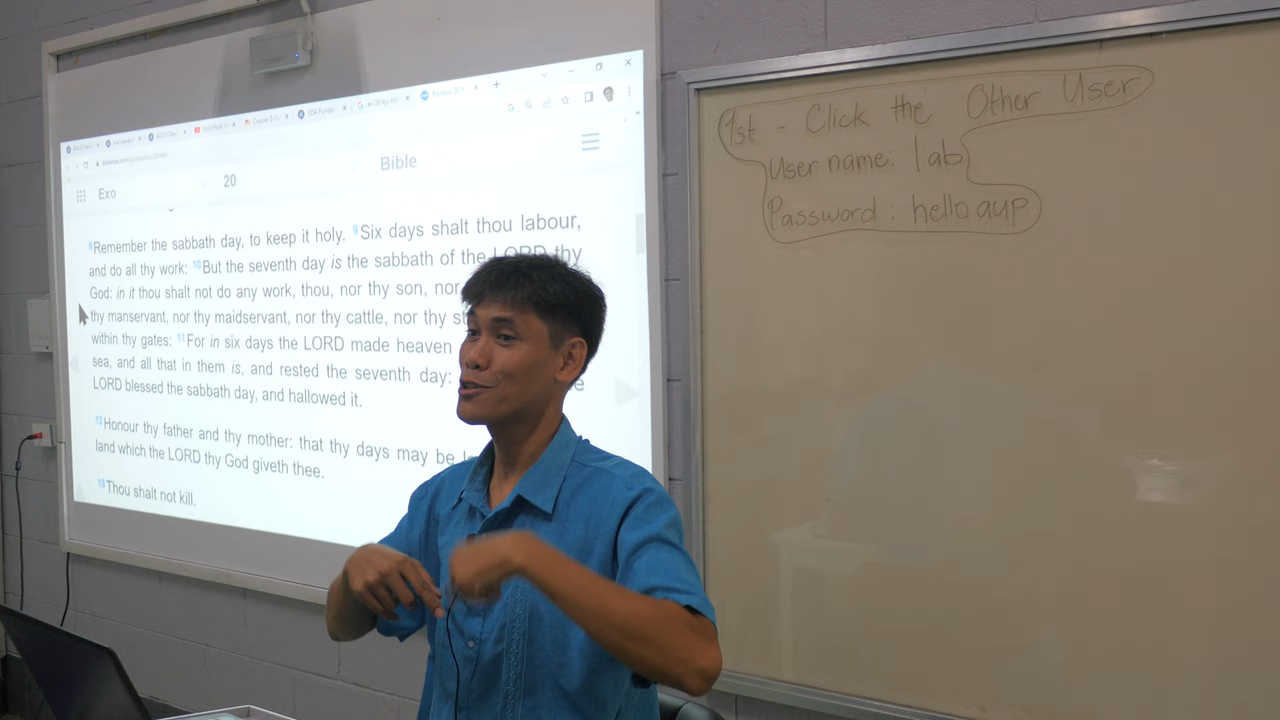 Exo 20 Bible
8Remember the sabbath day, to keep it holy. 9Six days shalt thou labour,
and do all thy work: 10But the seventh day is the sabbath of the LORD thy
God: in it thou shalt not do any work, thou, nor thy son, nor
thy manservant, nor thy maidservant, nor thy cattle, nor thy
within thy gates: 11For in six days the LORD made heaven
sea, and all that in them is, and rested the seventh day:
LORD blessed the sabbath day, and hallowed it.
12Honour thy father and thy mother: that thy days may be
land which the LORD thy God giveth thee.
13Thou shalt not kill.
1st - Click the Other User
User name: lab
Password: hello aup